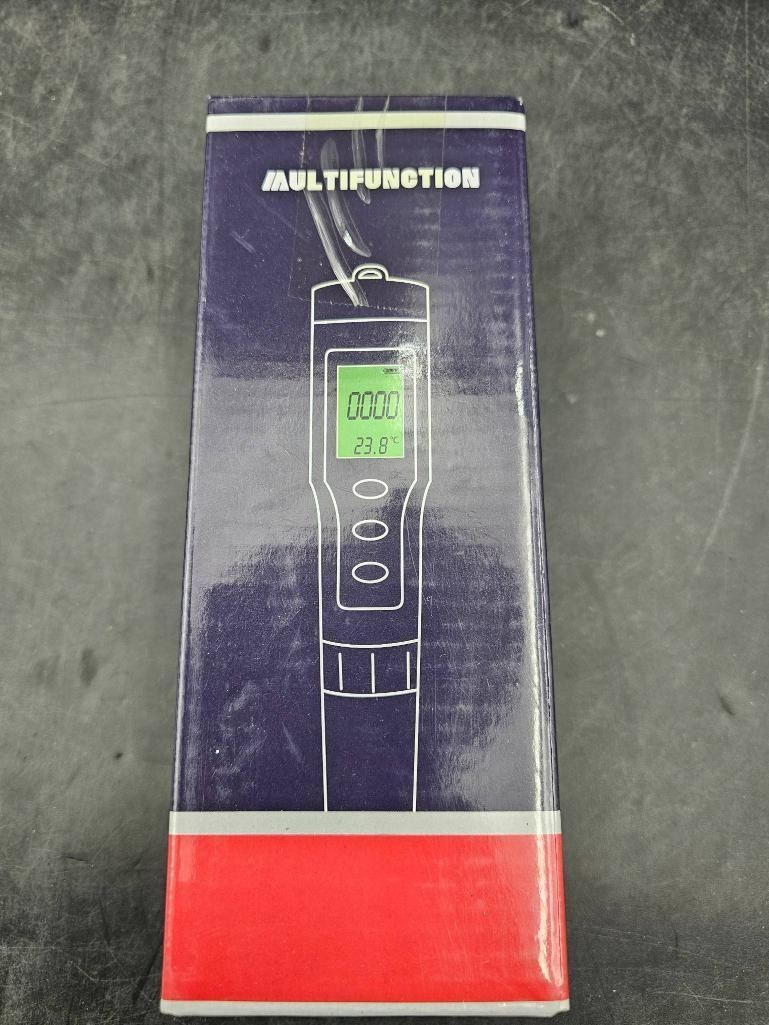 MULTIFUNCTION
0000
23.8°C